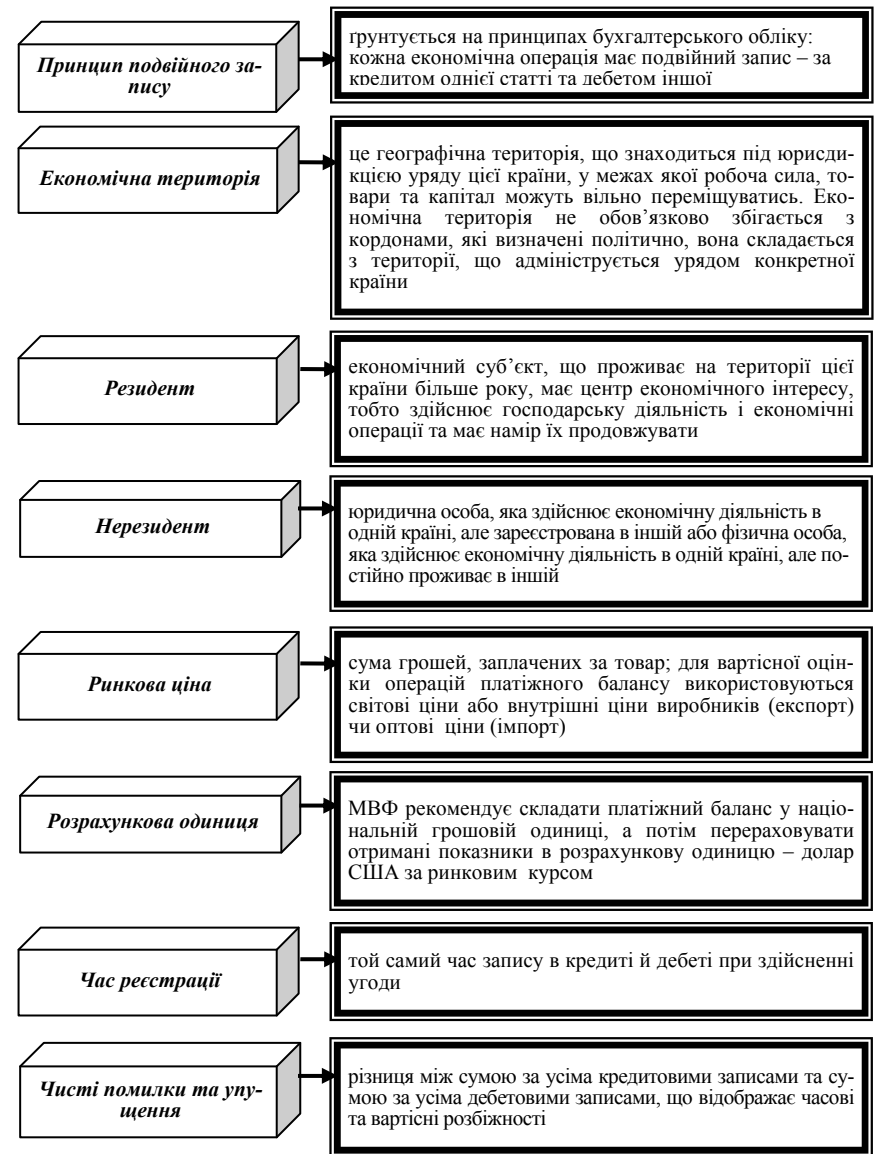 Принцип подвійного за-
пису
ґрунтується на принципах бухгалтерського обліку:
кожна економічна операція має подвійний запис – за
кредитом однієї статті та дебетом іншої
Економічна територія
це географічна територія, що знаходиться під юрисди-
кцією уряду цієї країни, у межах якої робоча сила, то-
вари та капітал можуть вільно переміщуватись. Еко-
номічна територія не обов’язково збігається з
кордонами, які визначені політично, вона складається
з території, що адмініструється урядом конкретної
країни
Резидент
економічний суб’єкт, що проживає на території цієї
країни більше року, має центр економічного інтересу,
тобто здійснює господарську діяльність і економічні
операції та має намір їх продовжувати
Нерезидент
юридична особа, яка здійснює економічну діяльність в
одній країні, але зареєстрована в іншій або фізична особа,
яка здійснює економічну діяльність в одній країні, але по-
стійно проживає в іншій
Ринкова ціна
сума грошей, заплачених за товар; для вартісної оцін-
ки операцій платіжного балансу використовуються
світові ціни або внутрішні ціни виробників (експорт)
чи оптові ціни (імпорт)
Розрахункова одиниця
МВФ рекомендує складати платіжний баланс у націо-
нальній грошовій одиниці, а потім перераховувати
отримані показники в розрахункову одиницю – долар
США за ринковим курсом
Час реєстрації
той самий час запису в кредиті й дебеті при здійсненні
угоди
Чисті помилки та упу-
щення
різниця між сумою за усіма кредитовими записами та су-
мою за усіма дебетовими записами, що відображає часові
та вартісні розбіжності